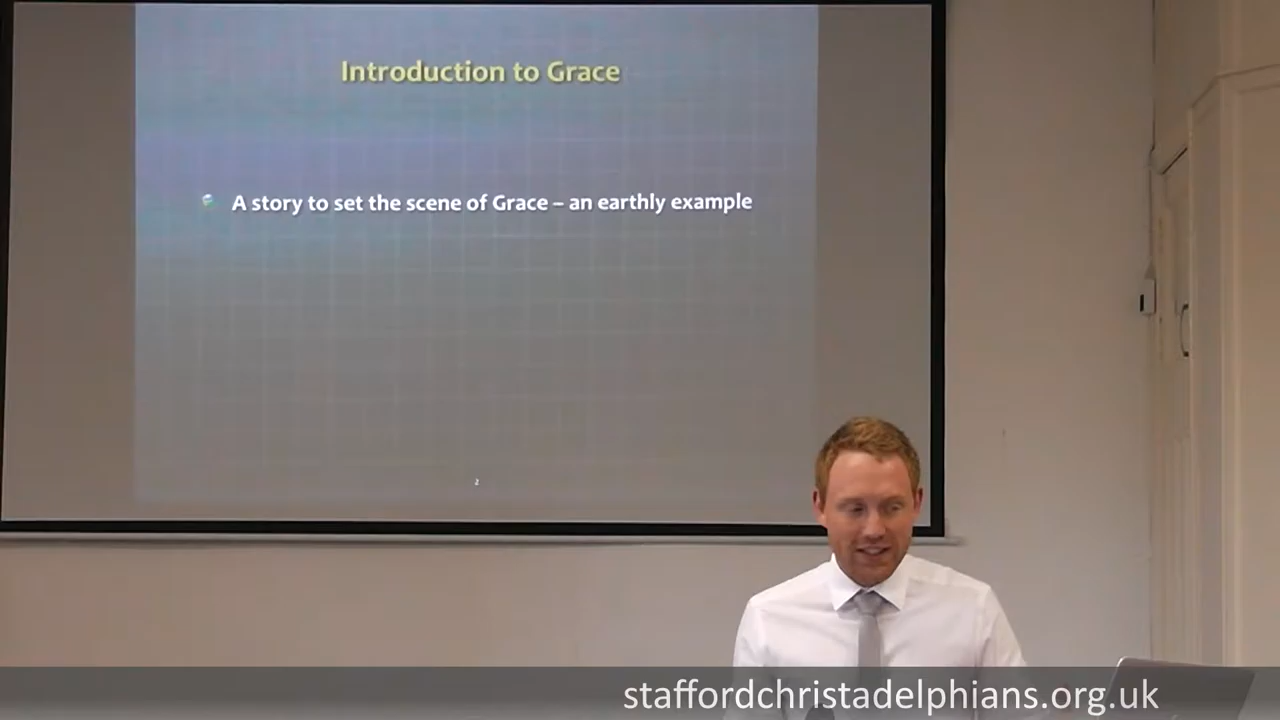 Introduction to Grace
A story to set the scene of Grace – an earthly example
2
staffordchristadelphians.org.uk